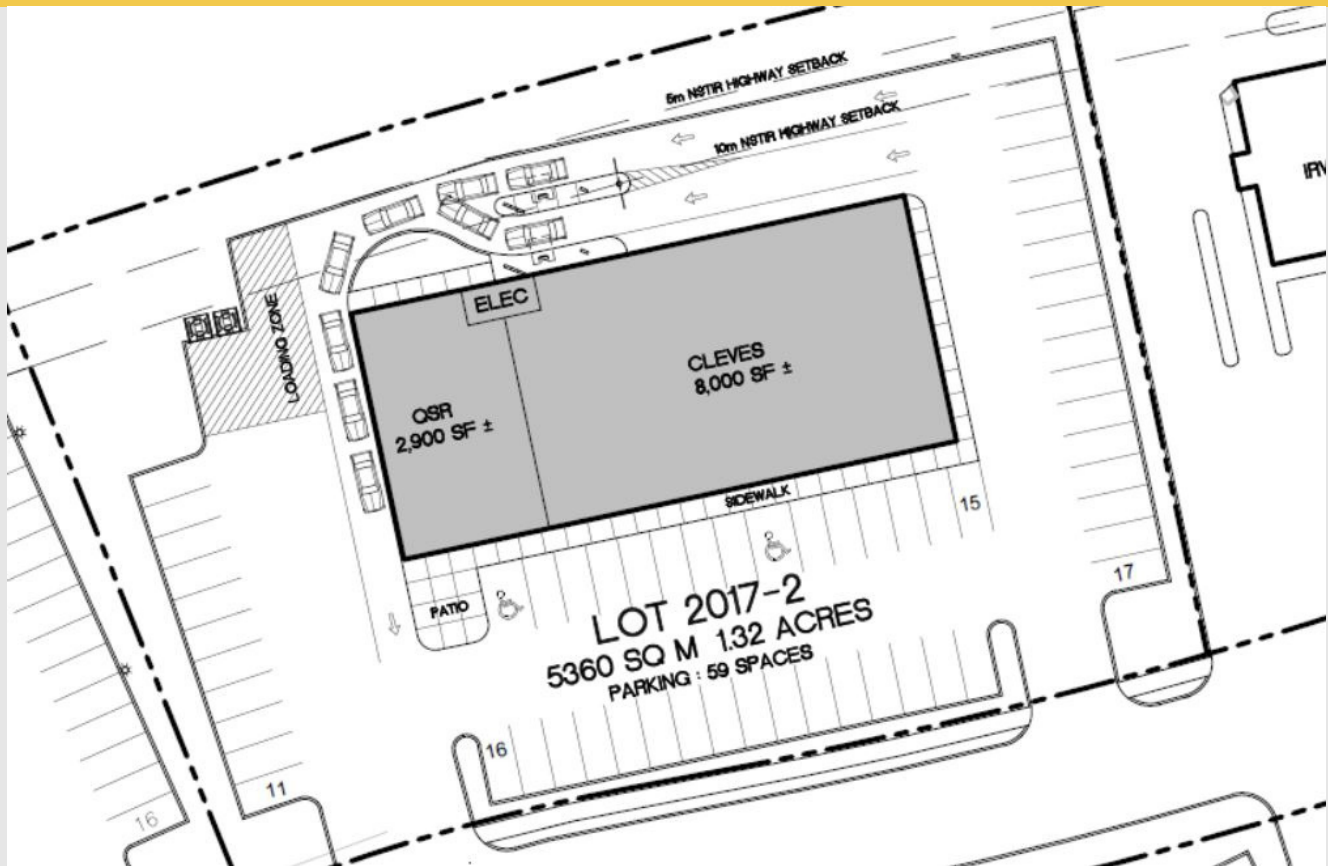 5m NSTIR HIGHWAY SETBACK
10m NSTIR HIGHWAY SETBACK
IRV
LOADING ZONE
ELEC
CLEVES
8,000 SF ±
QSR
2,900 SF ±
SIDEWALK
15
17
PATIO
LOT 2017-2
5360 SQ M 1.32 ACRES
PARKING : 59 SPACES
16
11
16